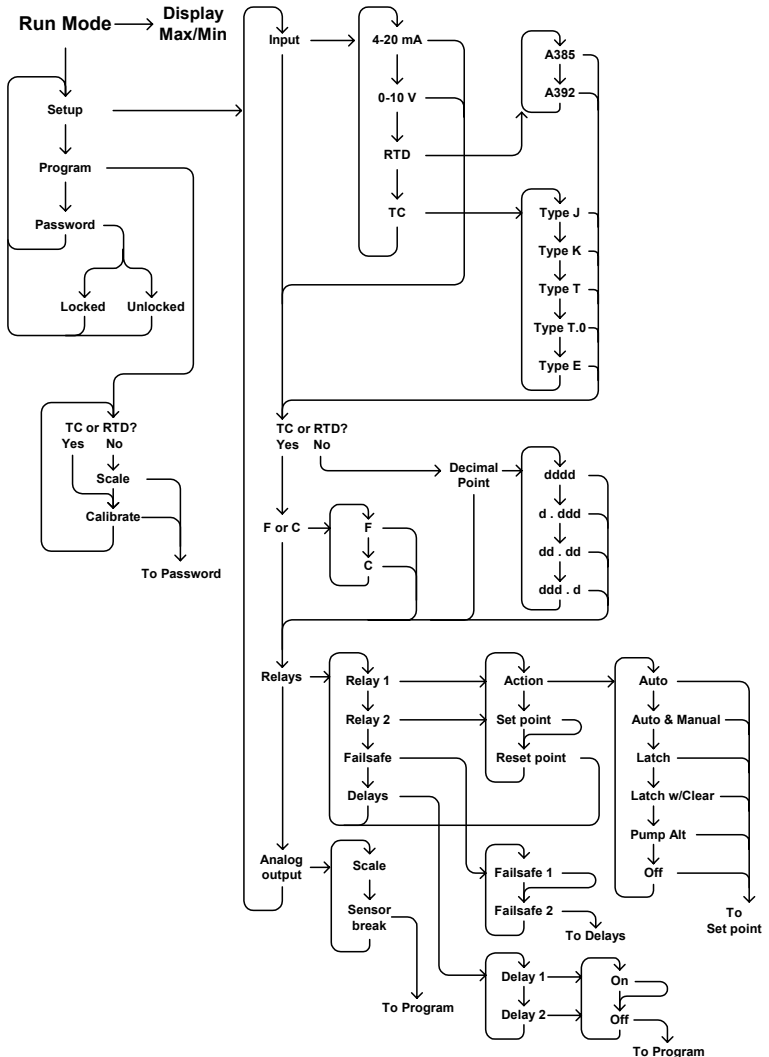 Run Mode
Display
Max/Min
Setup
Program
Password
Locked
Unlocked
TC or RTD?
Yes No
Scale
Calibrate
To Password
Input
4-20 mA
0-10 V
RTD
TC
A385
A392
Type J
Type K
Type T
Type T.0
Type E
TC or RTD?
Yes No
Decimal
Point
dddd
d . ddd
dd . dd
ddd . d
F or C
F
C
Relays
Relay 1
Relay 2
Failsafe
Delays
Action
Set point
Reset point
Auto
Auto & Manual
Latch
Latch w/Clear
Pump Alt
Off
To
Set point
Analog
output
Scale
Sensor
break
To Program
Failsafe 1
Failsafe 2
To Delays
Delay 1
Delay 2
On
Off
To Program